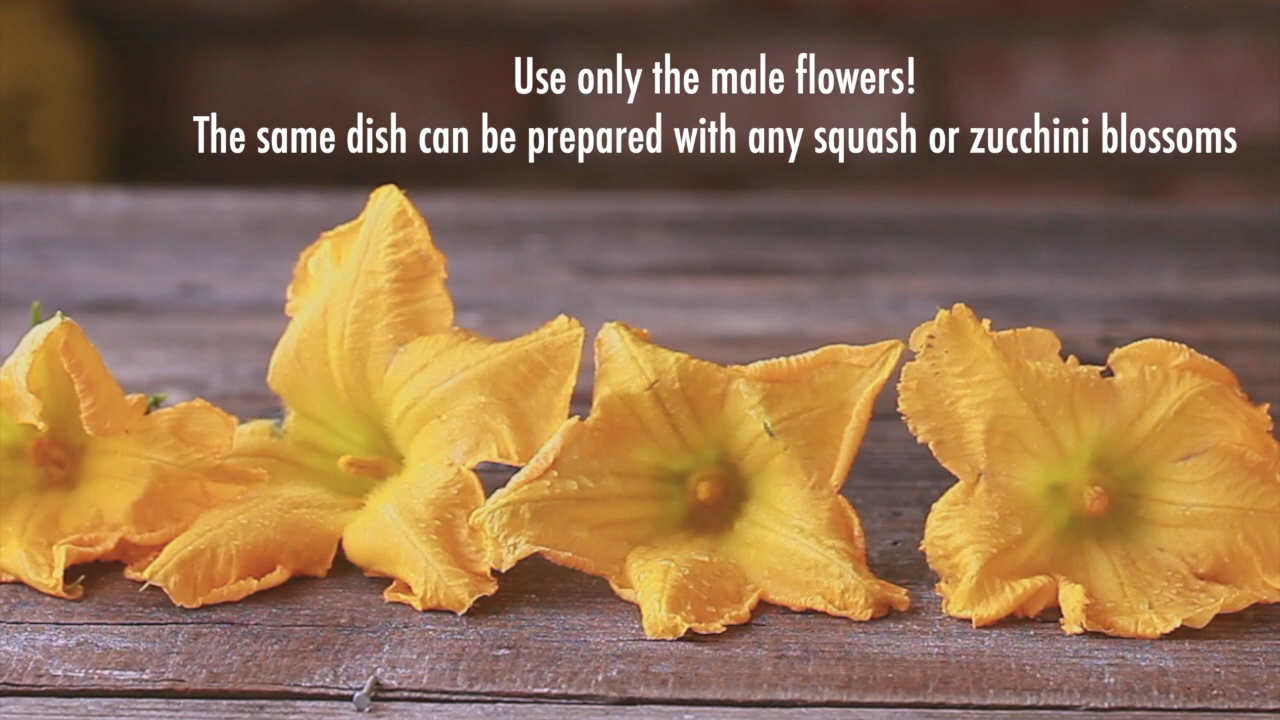 Use only the male flowers!
The same dish can be prepared with any squash or zucchini blossoms